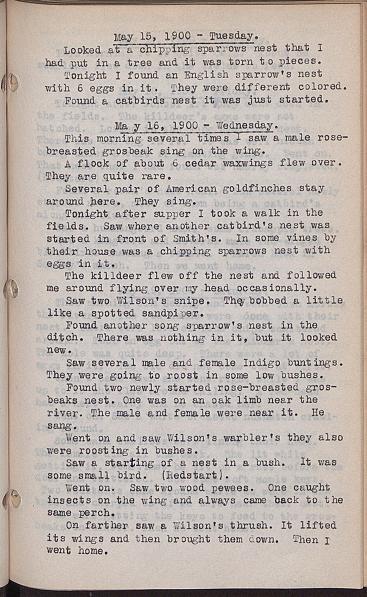 May 15, 1900 - Tuesday.
Looked at a chipping sparrows nest that I
had put in a tree and it was torn to pieces.
Tonight I found an English sparrow's nest
with 6 eggs in it. They were different colored.
Found a catbirds nest it was just started.
May 16, 1900 - Wednesday.
This morning several times I saw a male rose-
breasted grosbeak sing on the wing.
A flock of about 6 cedar waxwings flew over.
They are quite rare.
Several pair of American goldfinches stay
around here. They sing.
Tonight after supper I took a walk in the
fields. Saw where another catbird's nest was
started in front of Smith's. In some vines by
their house was a chipping sparrows nest with
eggs in it.
The killdeer flew off the nest and followed
me around flying over my head occasionally.
Saw two Wilson's snipe. They bobbed a little
like a spotted sandpiper.
Found another song sparrow's nest in the
ditch. There was nothing in it, but it looked
new.
Saw several male and female Indigo buntings.
They were going to roost in some low bushes.
Found two newly started rose-breasted gros-
beaks nest. One was on an oak limb near the
river. The male and female were near it. He
sang.
Went on and saw Wilson's warbler's they also
were roosting in bushes.
Saw a starting of a nest in a bush. It was
some small bird. (Redstart).
Went on. Saw two wood pewees. One caught
insects on the wing and always came back to the
same perch.
On farther saw a Wilson's thrush. It lifted
its wings and then brought them down. Then I
went home.